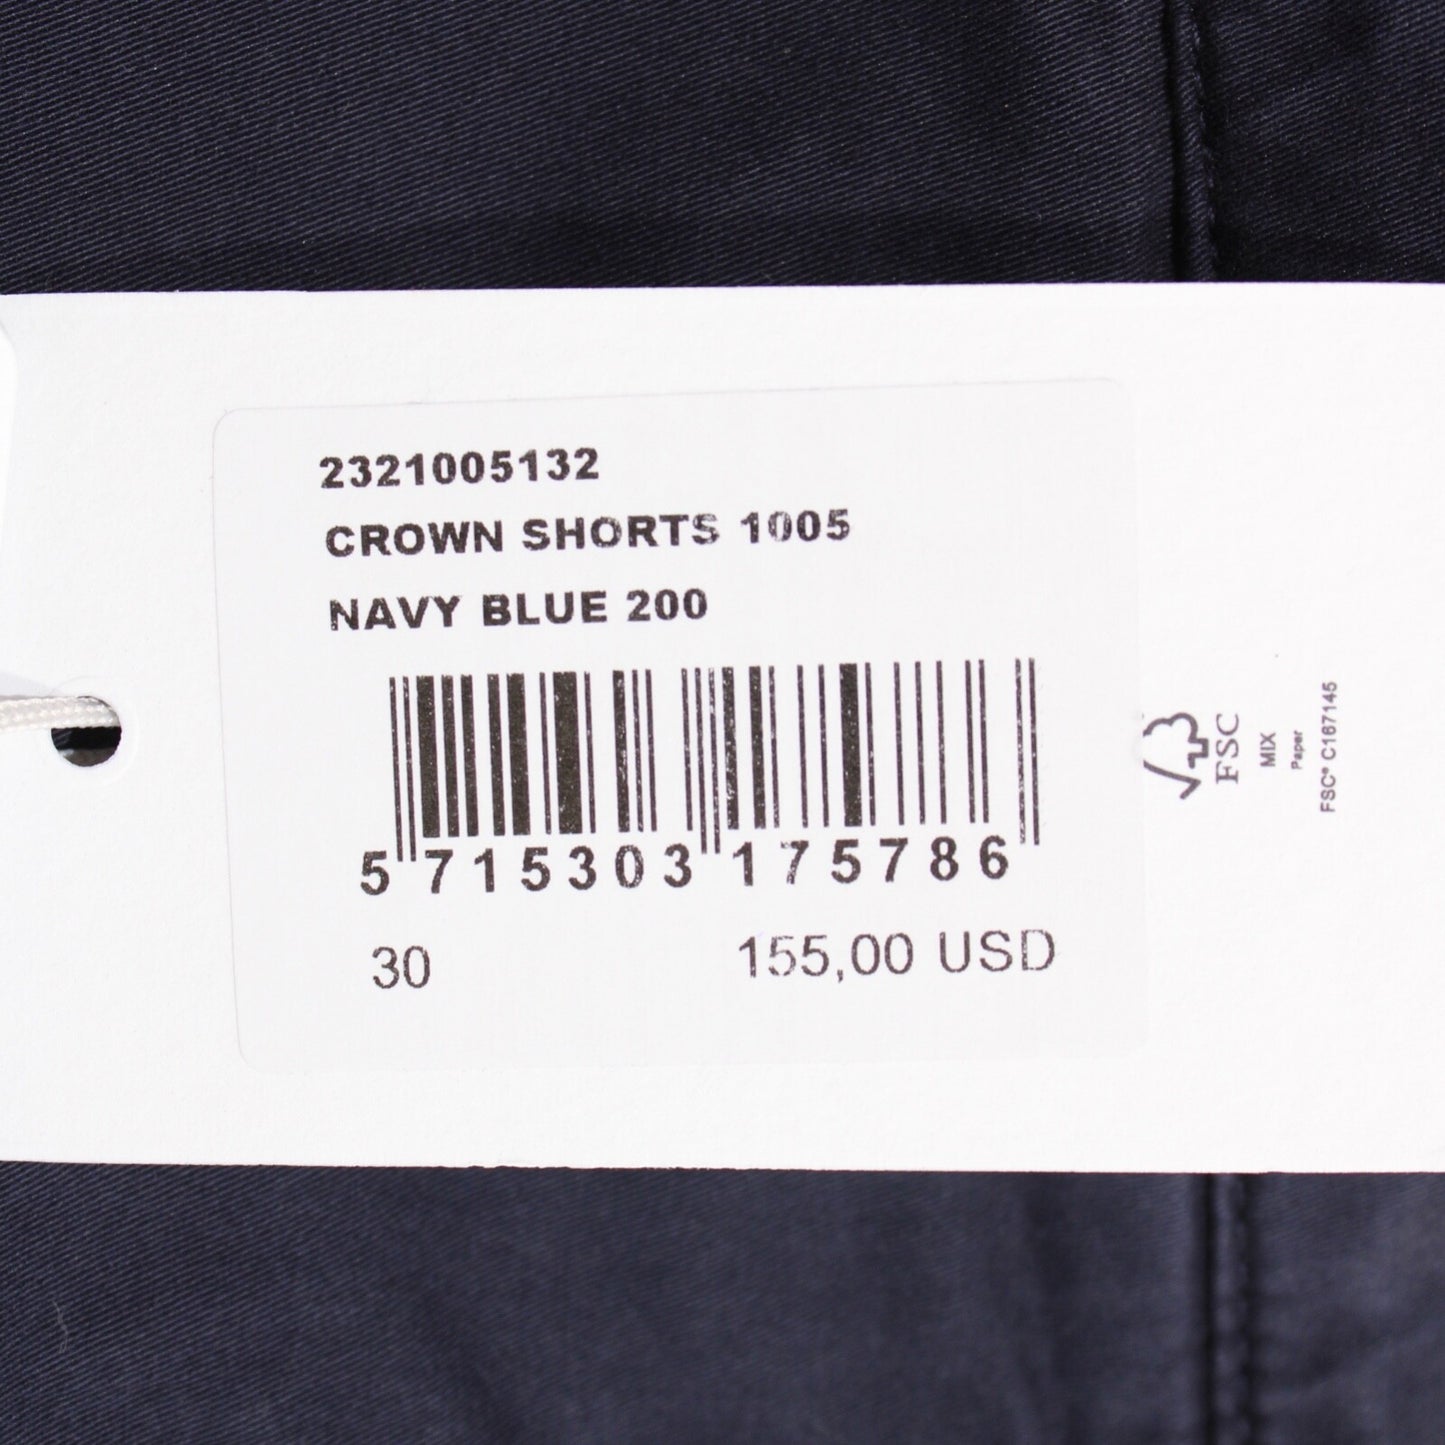 2321005132
CROWN SHORTS 1005
NAVY BLUE 200
5 715303 175786
30 155,00 USD
FSC
MIX
Paper
FSC® C167145